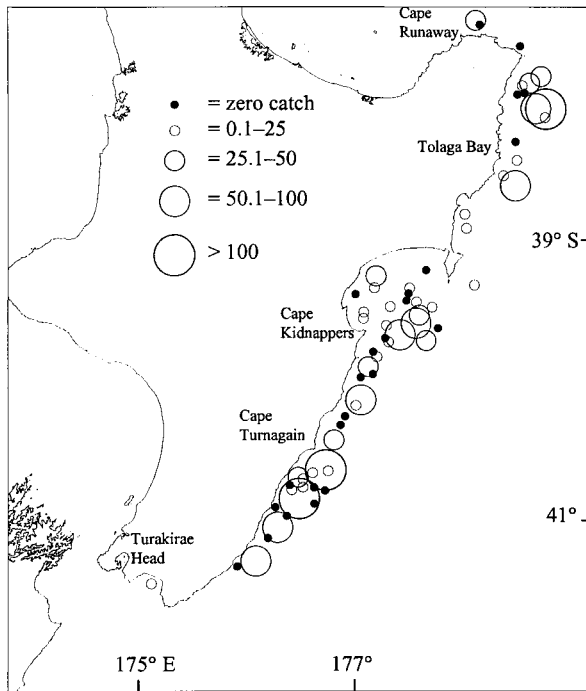 Cape
Runaway
= zero catch
= 0.1–25
= 25.1–50
= 50.1–100
> 100
Tolaga Bay
39° S
Cape
Kidnappers
Cape
Turnagain
41°
Turakirae
Head
175° E
177°